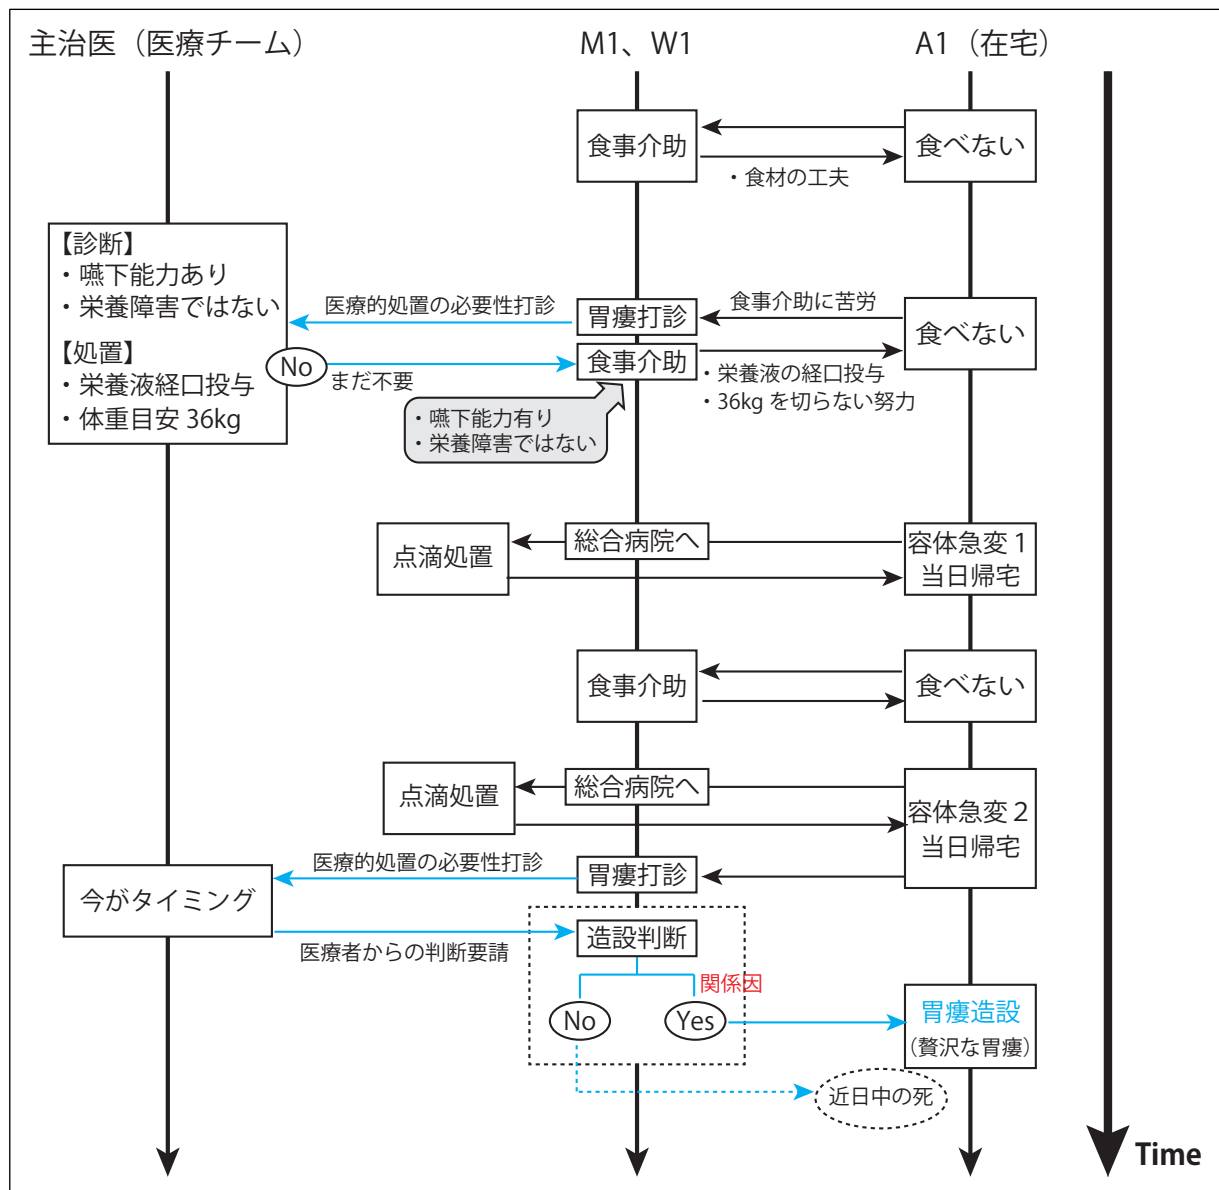 主治医（医療チーム）
M1、W1
A1（在宅）
食事介助
食べない
・食材の工夫
【診断】
・嚥下能力あり
・栄養障害ではない
【処置】
・栄養液経口投与
・体重目安 36kg
医療的処置の必要性打診
胃瘻打診
食事介助に苦労
食べない
No
まだ不要
食事介助
・栄養液の経口投与
・36kg を切らない努力
・嚥下能力有り
・栄養障害ではない
点滴処置
総合病院へ
容体急変 1
当日帰宅
食事介助
食べない
点滴処置
総合病院へ
容体急変 2
当日帰宅
医療的処置の必要性打診
胃瘻打診
今がタイミング
医療者からの判断要請
造設判断
関係因
No
Yes
胃瘻造設
（贅沢な胃瘻）
近日中の死
Time